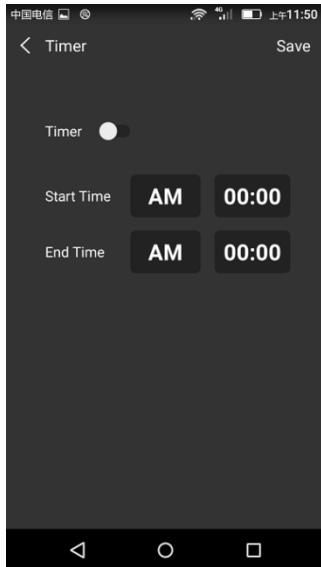 中国电信 4G 上午11:50
Timer Save
Timer
Start Time AM 00:00
End Time AM 00:00